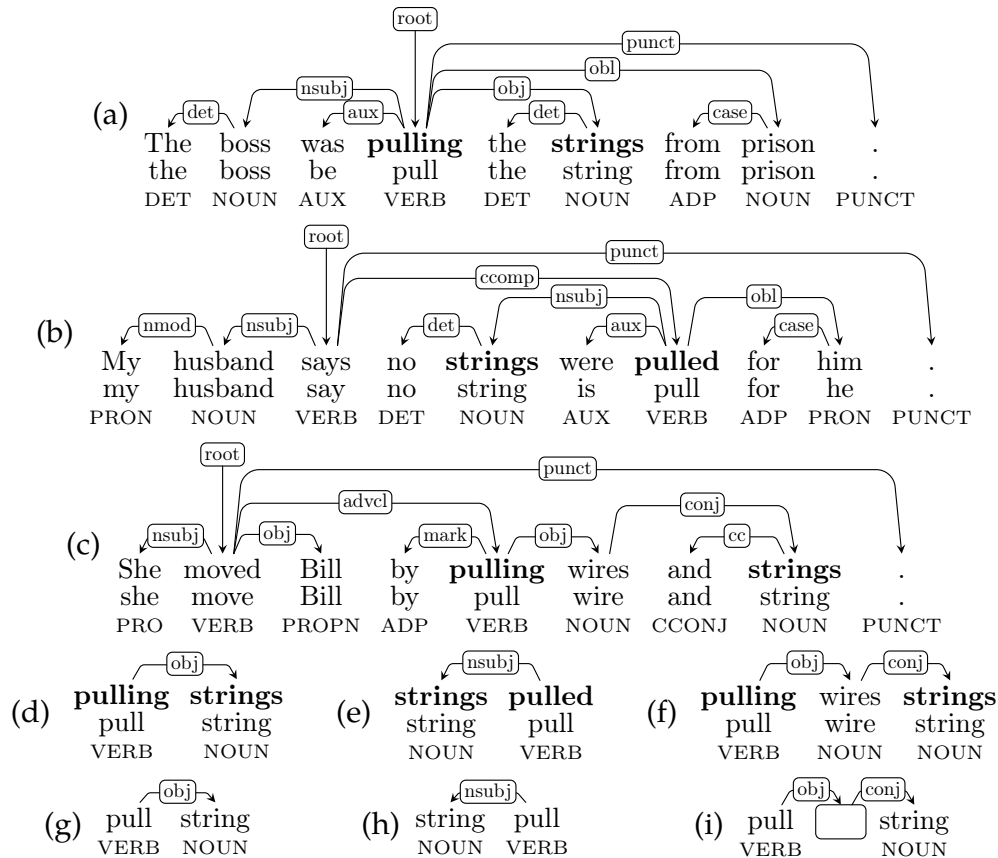 root
punct
obl
nsubj obj
det aux det case
(a)
The boss was pulling the strings from prison .
the boss be pull the string from prison .
DET NOUN AUX VERB DET NOUN ADP NOUN PUNCT
root
punct
ccomp
nsubj obl
nmod nsubj det aux case
(b)
My husband says no strings were pulled for him .
my husband say no string is pull for he .
PRON NOUN VERB DET NOUN AUX VERB ADP PRON PUNCT
root
punct
advcl conj
nsubj obj mark obj cc
(c)
She moved Bill by pulling wires and strings .
she move Bill by pull wire and string .
PRO VERB PROPN ADP VERB NOUN CCONJ NOUN PUNCT
obj nsubj obj conj
(d) pulling strings (e) strings pulled (f) pulling wires strings
pull string string pull pull wire string
VERB NOUN NOUN VERB VERB NOUN NOUN
obj nsubj obj conj
(g) pull string (h) string pull (i) pull string
VERB NOUN NOUN VERB VERB NOUN